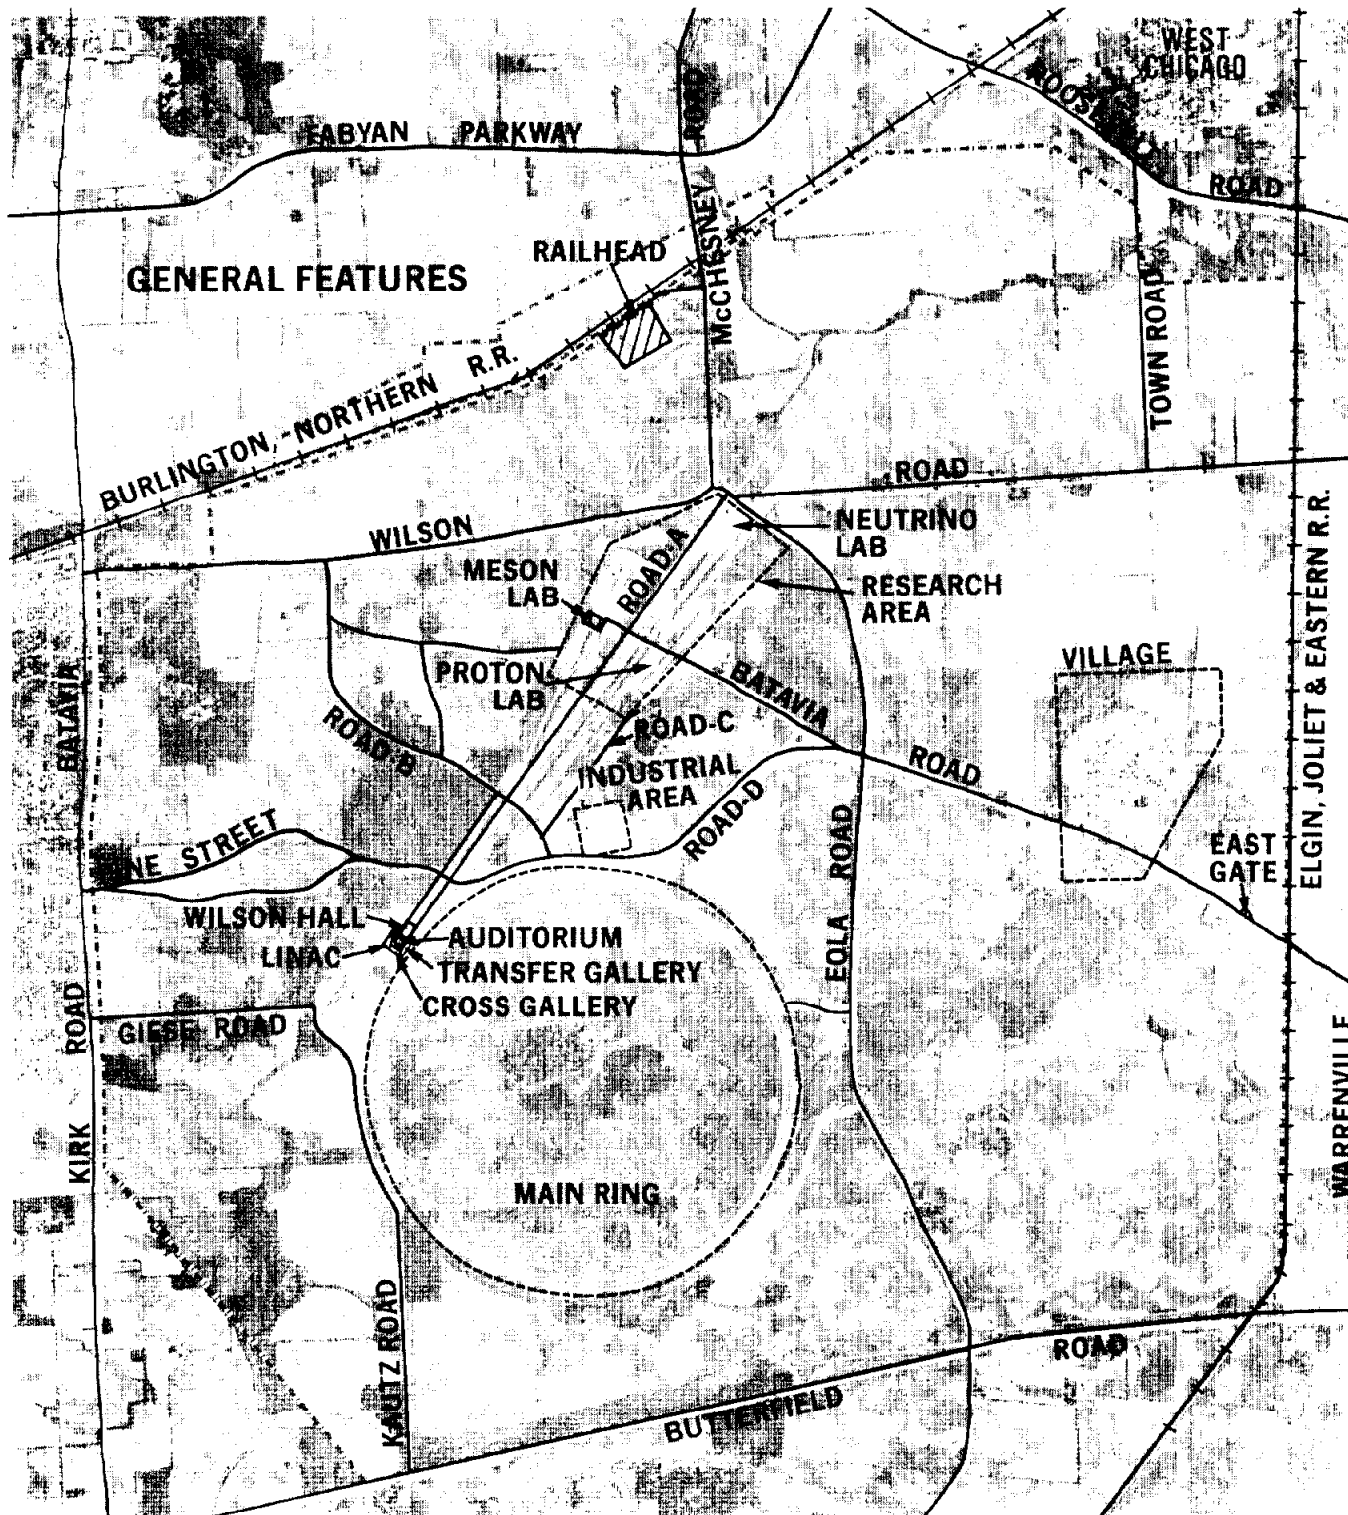 WEST
CHICAGO
ROAD
FABYAN PARKWAY
ROAD
McCHESNEY
RAILHEAD
GENERAL FEATURES
TOWN ROAD
BURLINGTON NORTHERN R.R.
ROAD
WILSON
NEUTRINO
LAB
ROAD-A
MESON
LAB
RESEARCH
AREA
ELGIN, JOLIET & EASTERN R.R.
VILLAGE
PROTON
LAB
BATAVIA
BATAVIA
ROAD-B
ROAD-C
ROAD
INDUSTRIAL
AREA
ROAD-D
STREET
EOLA ROAD
EAST
GATE
WILSON HALL
AUDITORIUM
LINAC
TRANSFER GALLERY
CROSS GALLERY
GIESE ROAD
KIRK ROAD
WARRENVILLE
MAIN RING
KAUTZ ROAD
ROAD
BUTTERFIELD